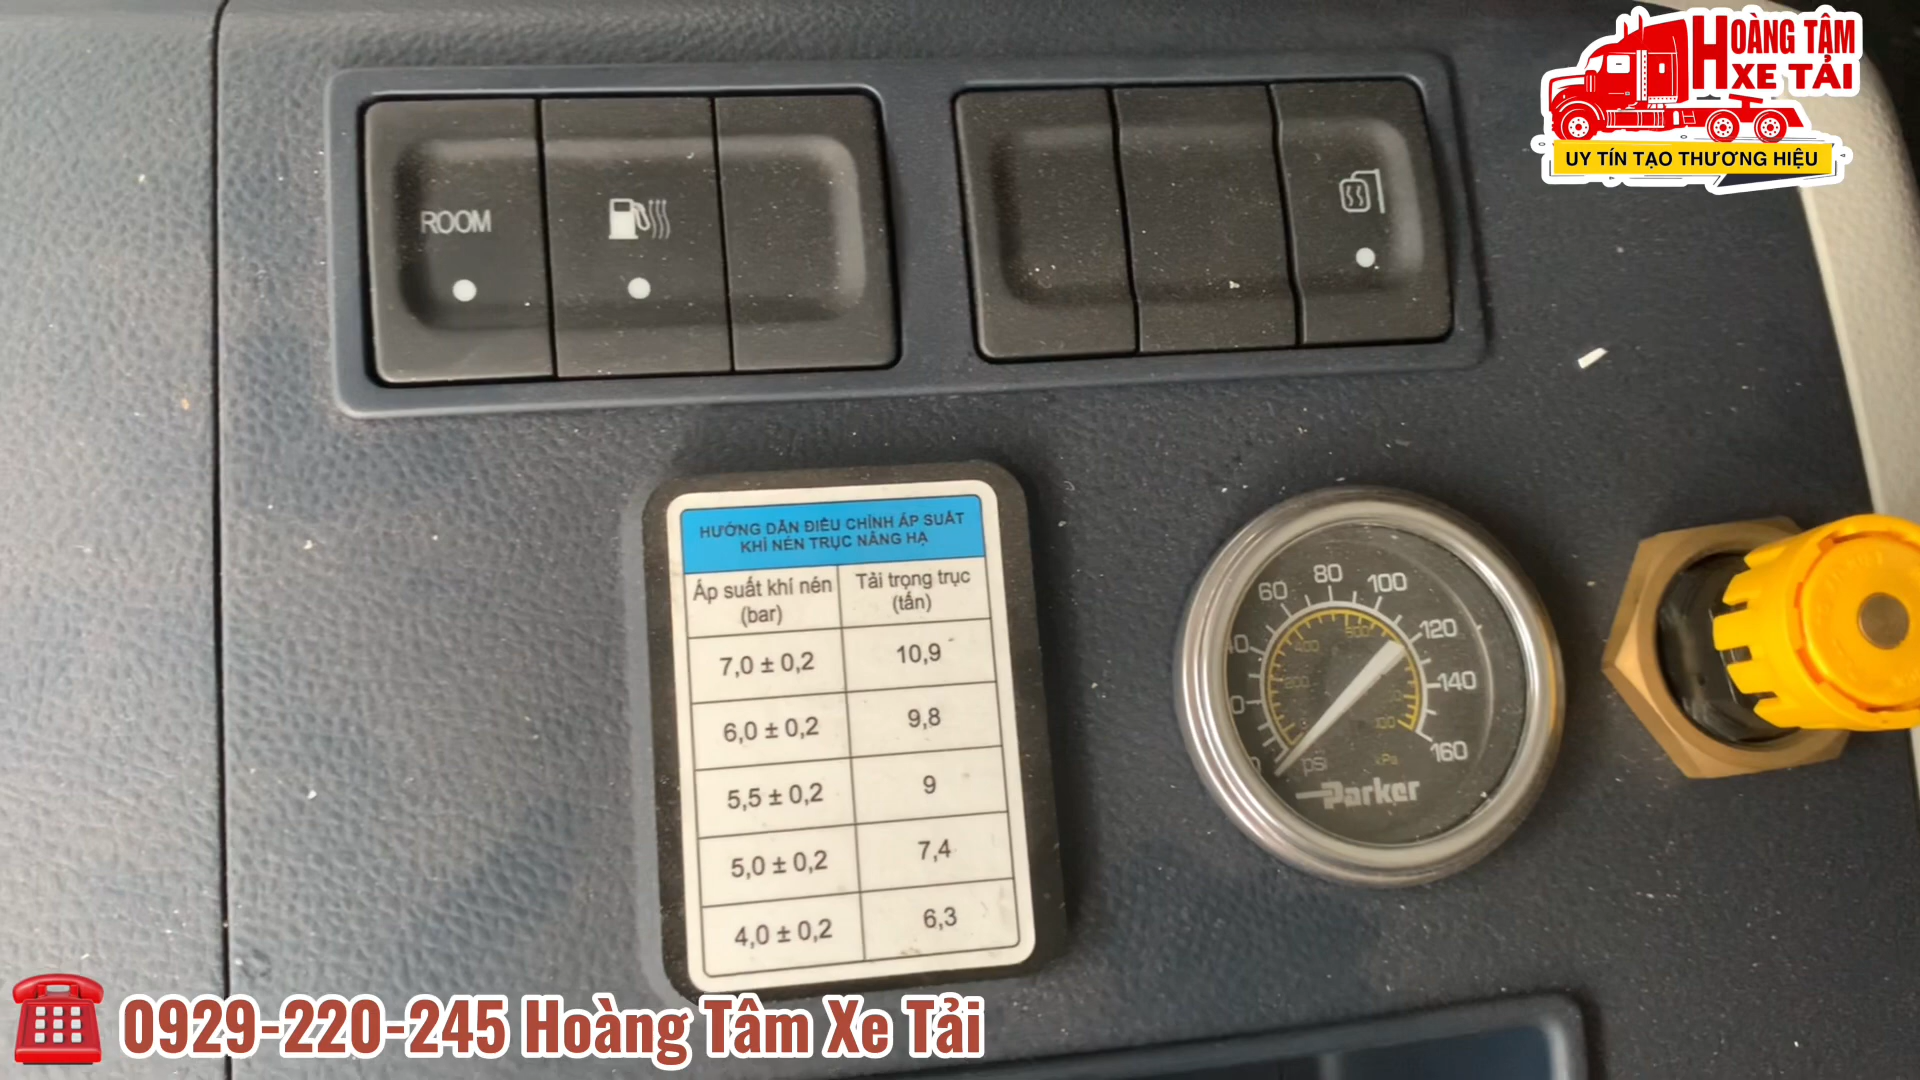 HOÀNG TÂM
XE TẢI
UY TÍN TẠO THƯƠNG HIỆU
ROOM
HƯỚNG DẪN ĐIỀU CHỈNH ÁP SUẤT
KHÍ NÉN TRỤC NÂNG HẠ
Áp suất khí nén (bar) Tải trọng trục (tấn)
7,0 ± 0,2 10,9
6,0 ± 0,2 9,8
5,5 ± 0,2 9
5,0 ± 0,2 7,4
4,0 ± 0,2 6,3
60 80 100 120 140 160
200 400
psi kPa
Parker
0929-220-245 Hoàng Tâm Xe Tải